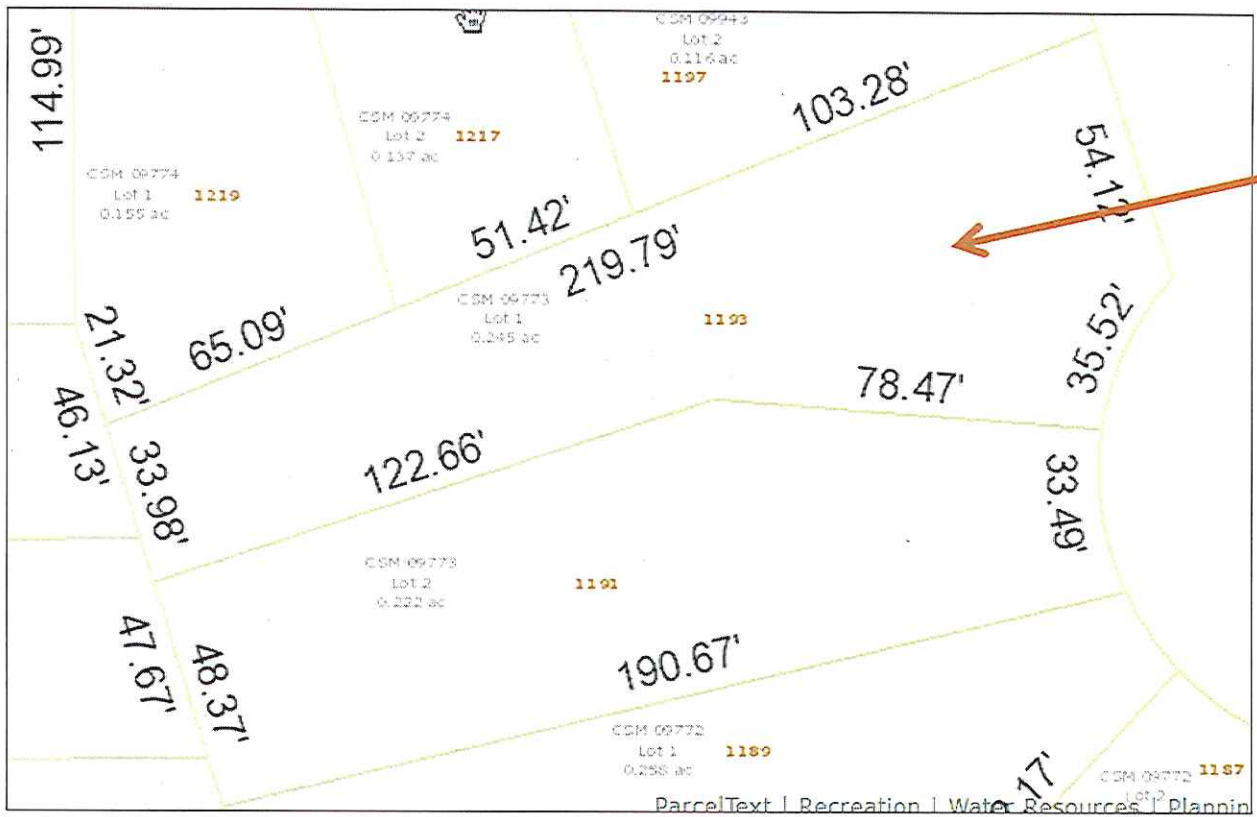 114.99'
CSM 09943
Lot 2
0.116 ac
1197
103.28'
CSM 09774
Lot 2
0.137 ac
1217
54.12'
CSM 09774
Lot 1
0.155 ac
1219
51.42'
219.79'
CSM 09773
Lot 1
0.245 ac
1193
21.32'
65.09'
35.52'
78.47'
46.13'
33.98'
122.66'
33.49'
CSM 09773
Lot 2
0.222 ac
1191
47.67'
48.37'
190.67'
CSM 09772
Lot 1
0.258 ac
1189
17'
CSM 09772
Lot 2
1187
ParcelText | Recreation | Water Resources | Plannin